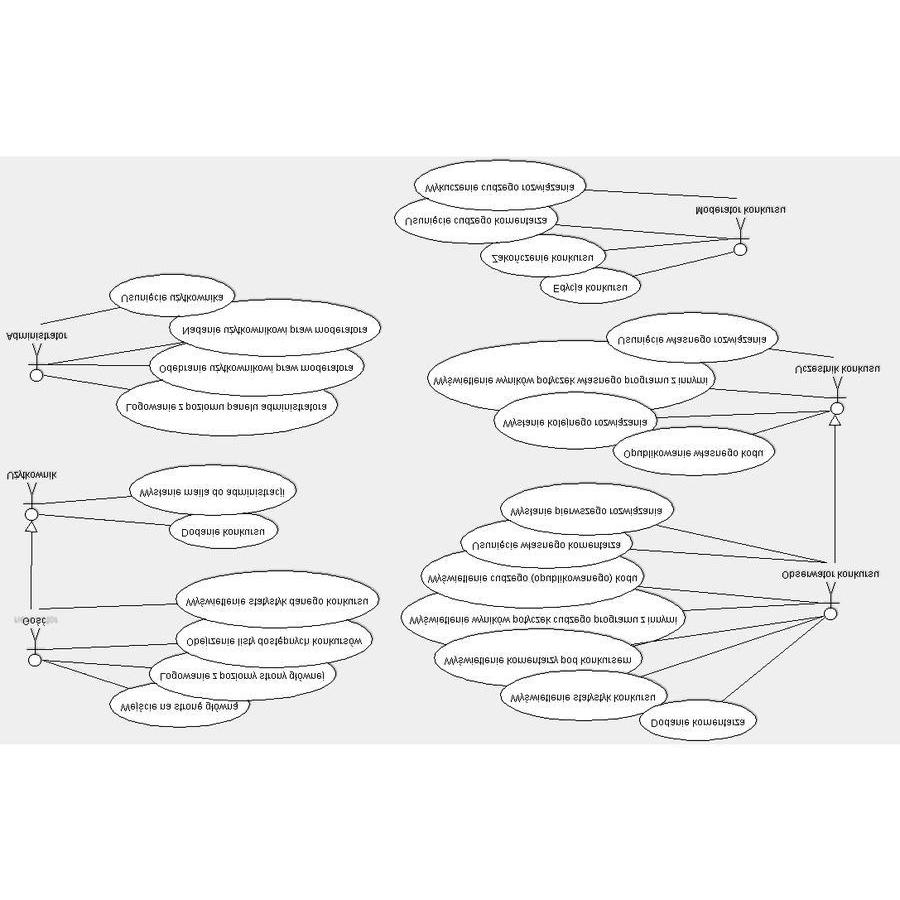 Wejście na stronę główną
Logowanie z poziomy strony głównej
Obejrzenie listy dostępnych konkursów
Gość
Wyświetlenie statystyk danego konkursu
Dodanie konkursu
Wysłanie maila do administracji
Użytkownik
Logowanie z poziomu panelu administratora
Odebranie użytkownikowi praw moderatora
Administrator
Nadanie użytkownikowi praw moderatora
Usunięcie użytkownika
Dodanie komentarza
Wyświetlenie statystyk konkursu
Wyświetlenie komentarzy pod konkursem
Wyświetlenie wyników potyczek cudzego programu z innymi
Wyświetlenie cudzego (opublikowanego) kodu
Obserwator konkursu
Usunięcie własnego komentarza
Wysłanie pierwszego rozwiązania
Opublikowanie własnego kodu
Wysłanie kolejnego rozwiązania
Wyświetlenie wyników potyczek własnego programu z innymi
Uczestnik konkusu
Usunięcie własnego rozwiązania
Edycja konkursu
Zakończenie konkursu
Usunięcie cudzego komentarza
Moderator konkursu
Wykuczenie cudzego rozwiązania